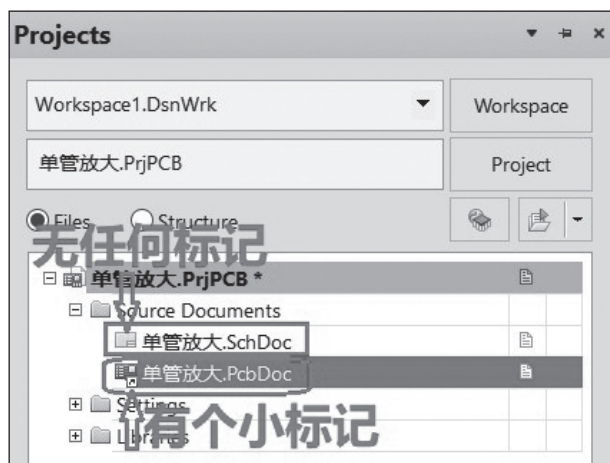 Projects
Workspace1.DsnWrk
Workspace
单管放大.PrjPCB
Project
Files
Structure
无任何标记
单管放大.PrjPCB *
Source Documents
单管放大.SchDoc
单管放大.PcbDoc
Settings
有个小标记
Libraries